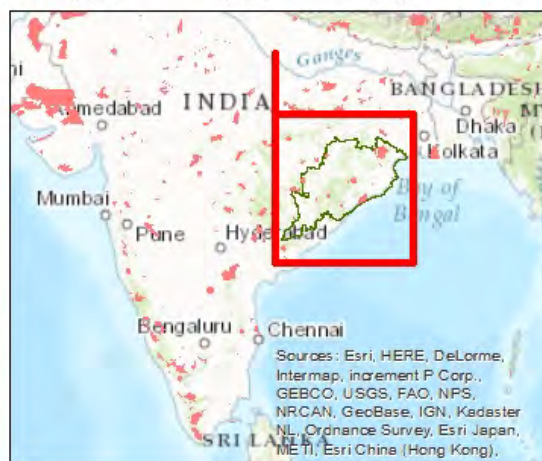 Ganges
BANGLADESH
INDIA
Dhaka
Kolkata
Bay of
Bengal
Mumbai
Pune
Hyderabad
Bengaluru
Chennai
Sources: Esri, HERE, DeLorme,
Intermap, increment P Corp.,
GEBCO, USGS, FAO, NPS,
NRCAN, GeoBase, IGN, Kadaster
NL, Ordnance Survey, Esri Japan,
METI, Esri China (Hong Kong),
SRI LANKA